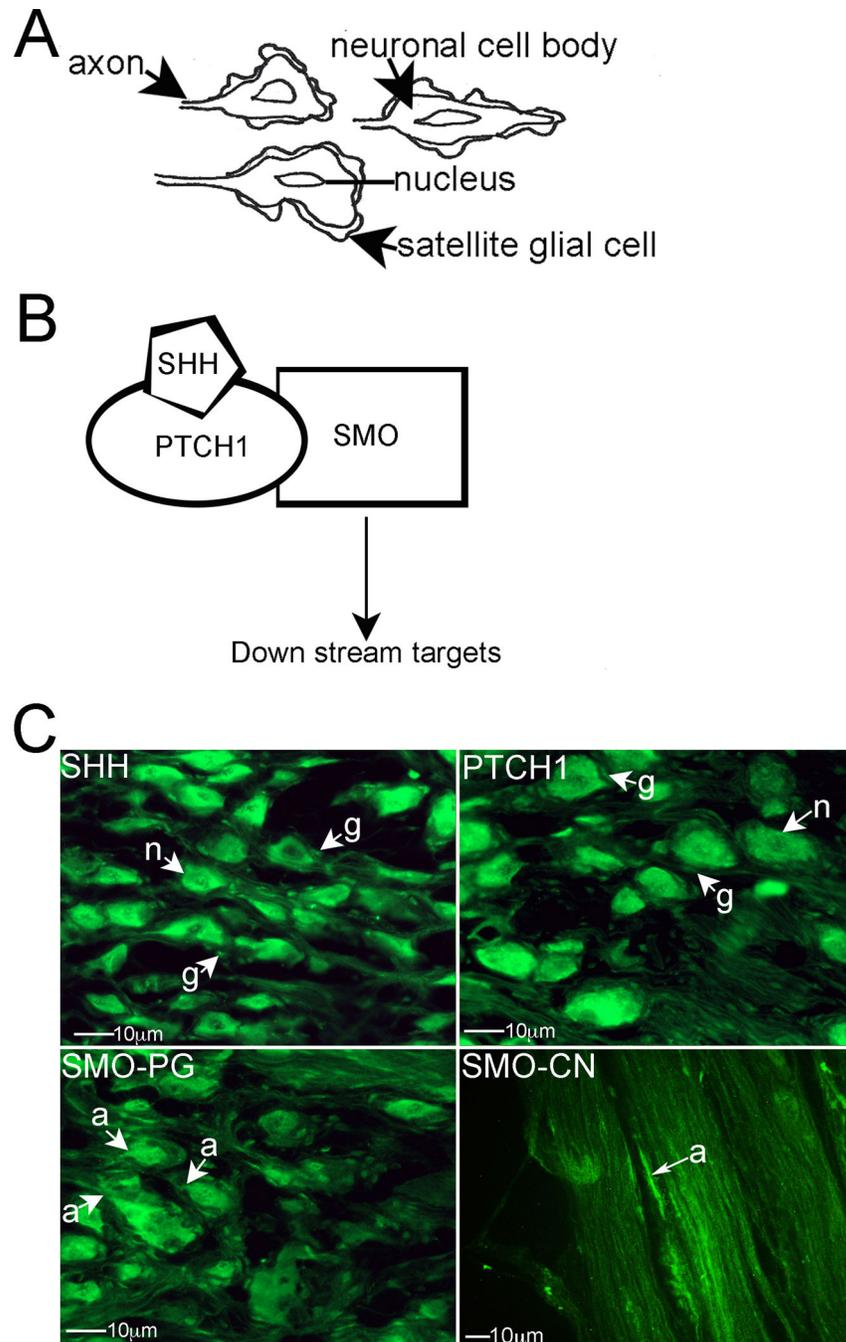 A
axon
neuronal cell body
nucleus
satellite glial cell
B
SHH
PTCH1
SMO
Down stream targets
C
SHH
n
g
g
10μm
PTCH1
g
n
g
10μm
SMO-PG
a
a
a
10μm
SMO-CN
a
10μm